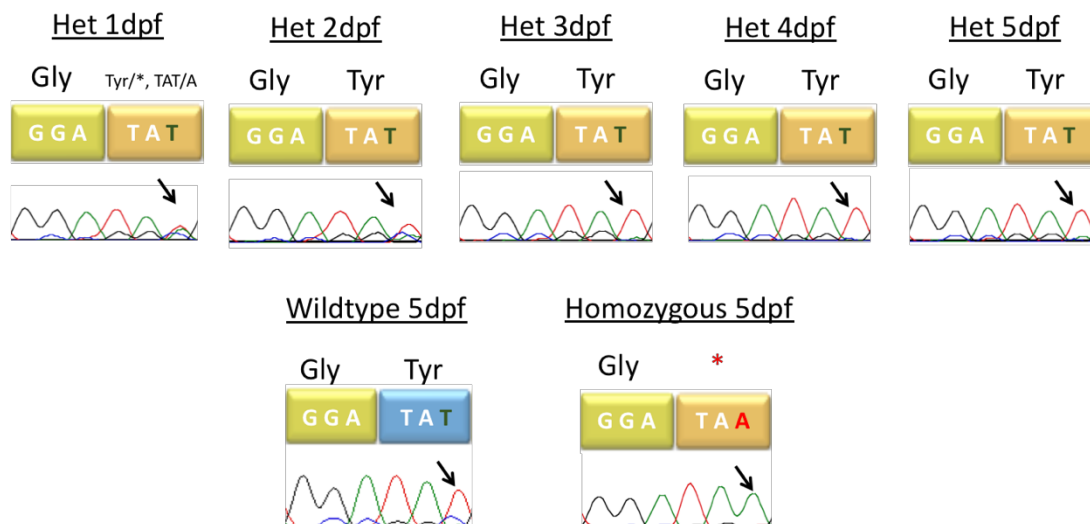 Het 1dpf
Gly Tyr/*, TAT/A
G G A T A T
Het 2dpf
Gly Tyr
G G A T A T
Het 3dpf
Gly Tyr
G G A T A T
Het 4dpf
Gly Tyr
G G A T A T
Het 5dpf
Gly Tyr
G G A T A T
Wildtype 5dpf
Gly Tyr
G G A T A T
Homozygous 5dpf
Gly *
G G A T A A